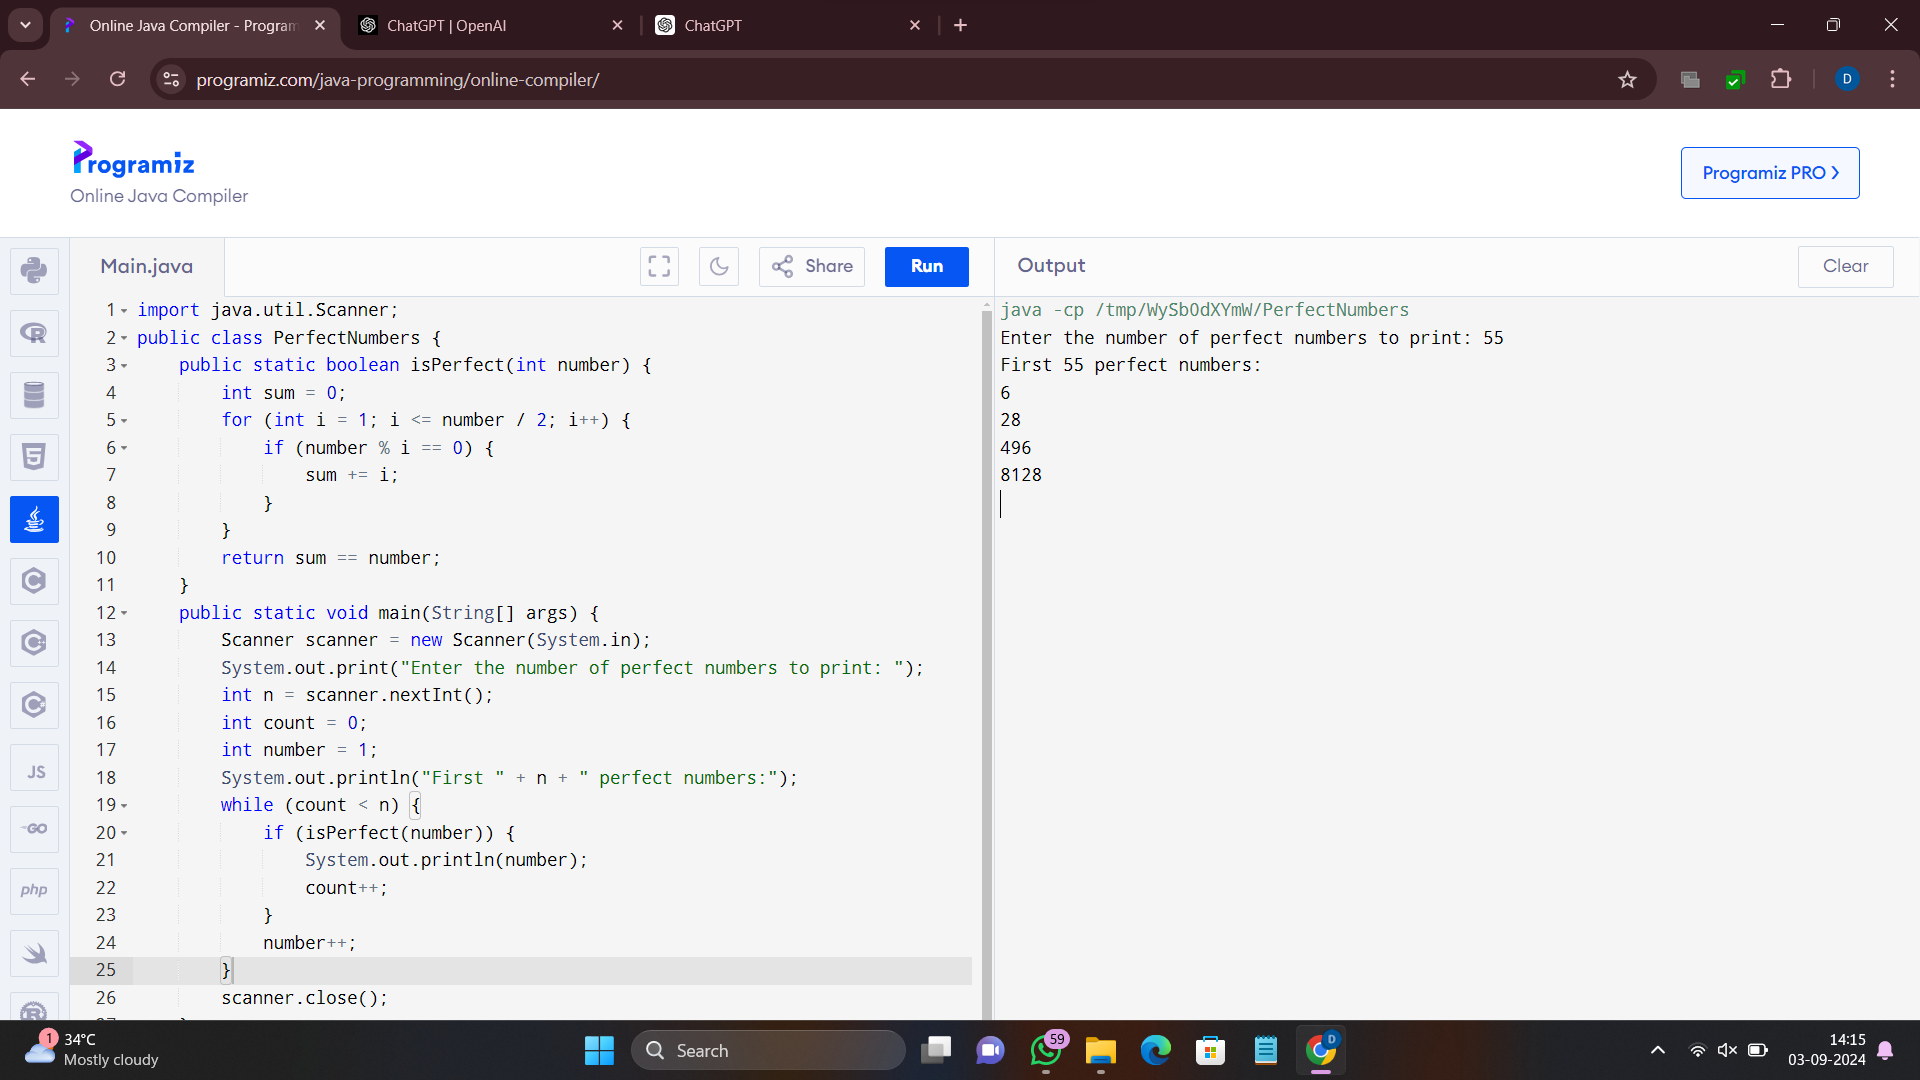 Online Java Compiler - Program
ChatGPT | OpenAI
ChatGPT
programiz.com/java-programming/online-compiler/
D
Programiz
Online Java Compiler
Programiz PRO
Main.java
Share
Run
Output
Clear
1 import java.util.Scanner;
2 public class PerfectNumbers {
3 public static boolean isPerfect(int number) {
4 int sum = 0;
5 for (int i = 1; i <= number / 2; i++) {
6 if (number % i == 0) {
7 sum += i;
8 }
9 }
10 return sum == number;
11 }
12 public static void main(String[] args) {
13 Scanner scanner = new Scanner(System.in);
14 System.out.print("Enter the number of perfect numbers to print: ");
15 int n = scanner.nextInt();
16 int count = 0;
17 int number = 1;
18 System.out.println("First " + n + " perfect numbers:");
19 while (count < n) {
20 if (isPerfect(number)) {
21 System.out.println(number);
22 count++;
23 }
24 number++;
25 }
26 scanner.close();
java -cp /tmp/WySbOdXYmW/PerfectNumbers
Enter the number of perfect numbers to print: 55
First 55 perfect numbers:
6
28
496
8128
JS
GO
php
1
34°C
Mostly cloudy
Search
59
D
14:15
03-09-2024